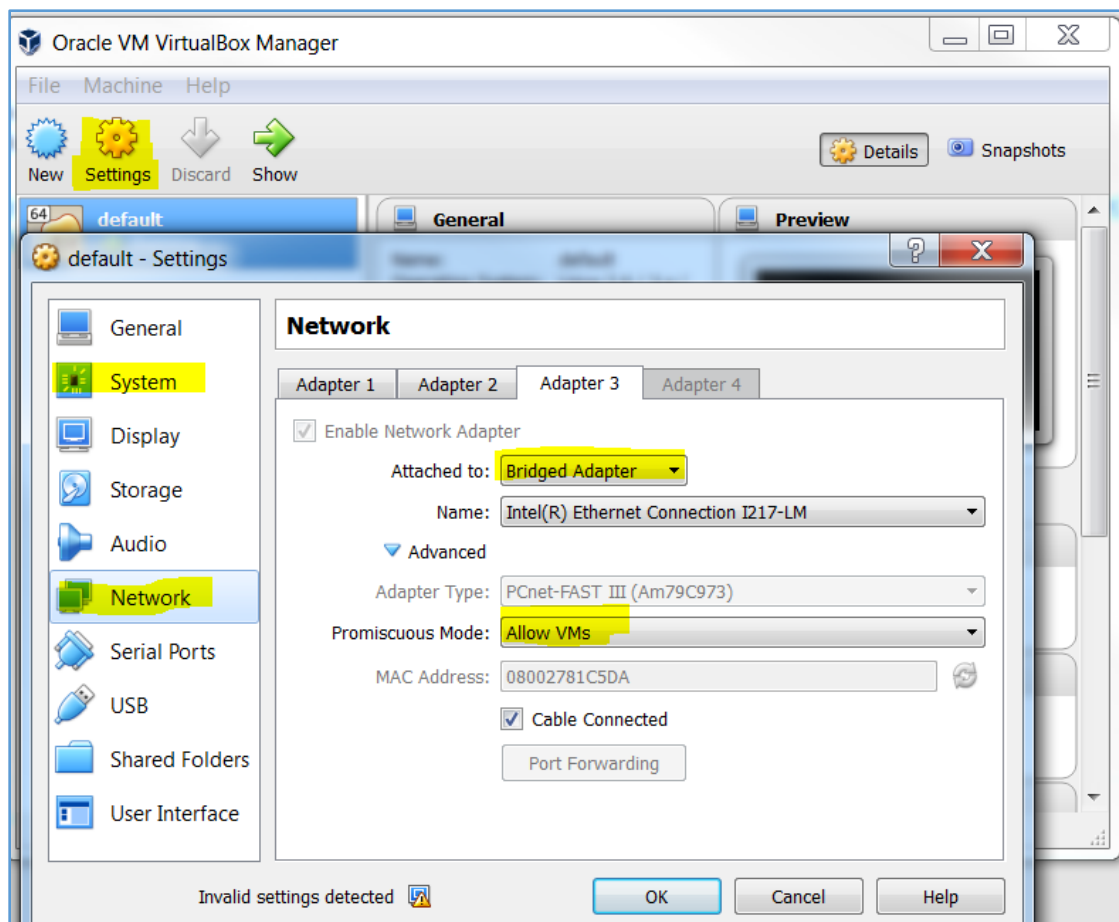 Oracle VM VirtualBox Manager
File Machine Help
New Settings Discard Show
Details Snapshots
64 default
General
Preview
default - Settings
General
System
Display
Storage
Audio
Network
Serial Ports
USB
Shared Folders
User Interface
Network
Adapter 1 Adapter 2 Adapter 3 Adapter 4
Enable Network Adapter
Attached to: Bridged Adapter
Name: Intel(R) Ethernet Connection I217-LM
Advanced
Adapter Type: PCnet-FAST III (Am79C973)
Promiscuous Mode: Allow VMs
MAC Address: 08002781C5DA
Cable Connected
Port Forwarding
Invalid settings detected
OK Cancel Help